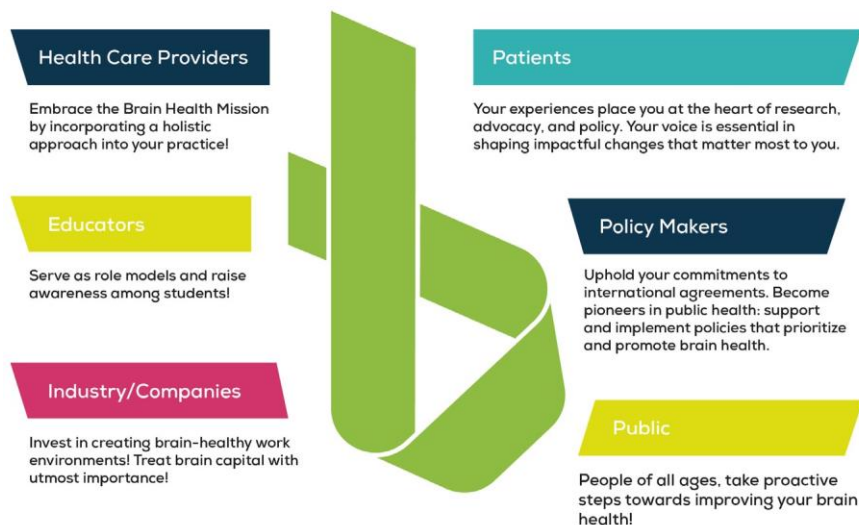 Health Care Providers
Embrace the Brain Health Mission
by incorporating a holistic
approach into your practice!
Educators
Serve as role models and raise
awareness among students!
Industry/Companies
Invest in creating brain-healthy work
environments! Treat brain capital with
utmost importance!
Patients
Your experiences place you at the heart of research,
advocacy, and policy. Your voice is essential in
shaping impactful changes that matter most to you.
Policy Makers
Uphold your commitments to
international agreements. Become
pioneers in public health: support
and implement policies that prioritize
and promote brain health.
Public
People of all ages, take proactive
steps towards improving your brain
health!